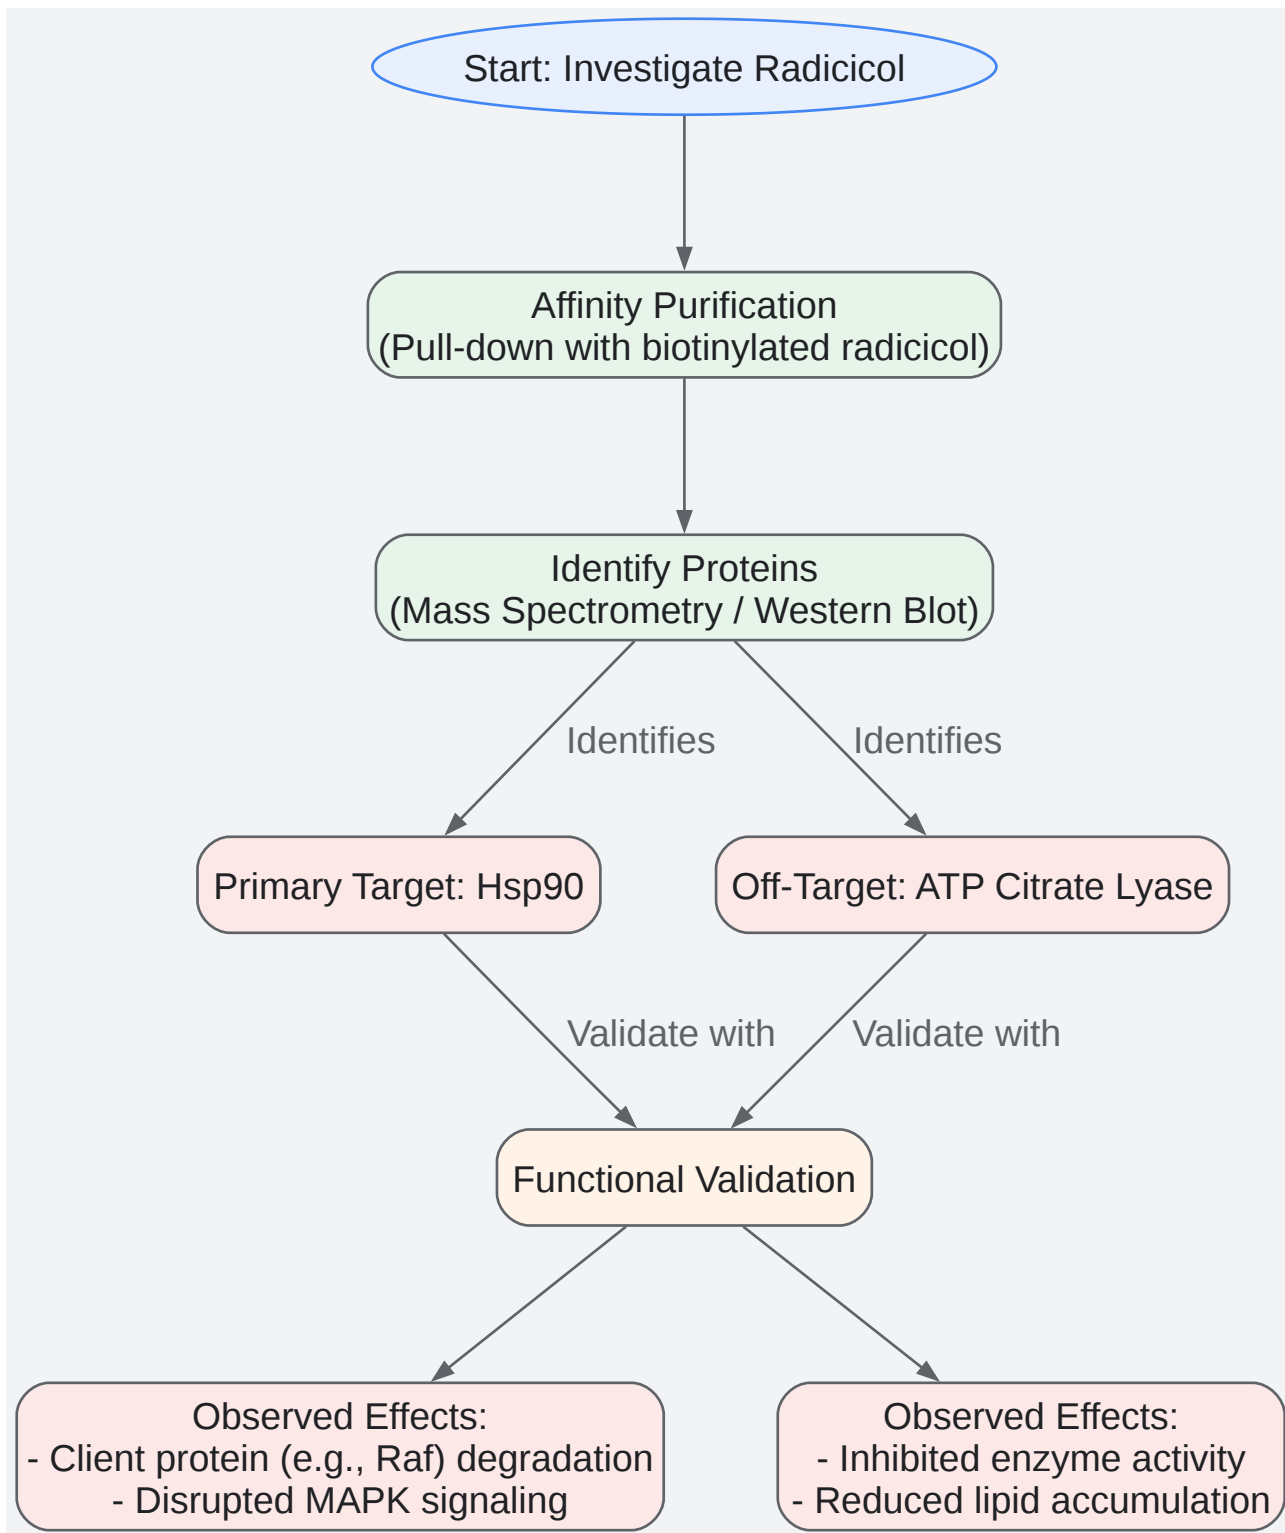 Start: Investigate Radicicol
Affinity Purification
(Pull-down with biotinylated radicicol)
Identify Proteins
(Mass Spectrometry / Western Blot)
Identifies
Identifies
Primary Target: Hsp90
Off-Target: ATP Citrate Lyase
Validate with
Validate with
Functional Validation
Observed Effects:
- Client protein (e.g., Raf) degradation
- Disrupted MAPK signaling
Observed Effects:
- Inhibited enzyme activity
- Reduced lipid accumulation